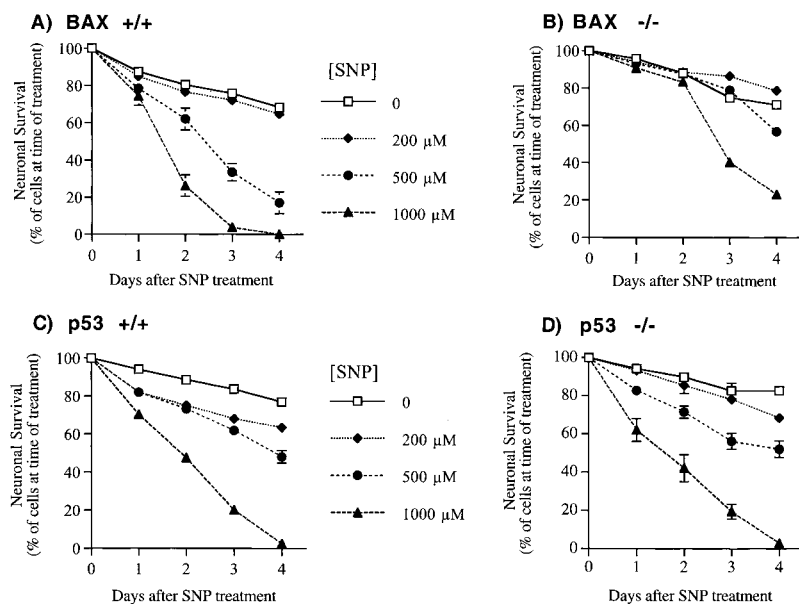 A) BAX +/+
Neuronal Survival
(% of cells at time of treatment)
100
80
60
40
20
0
0 1 2 3 4
Days after SNP treatment
[SNP]
0
200 µM
500 µM
1000 µM
B) BAX -/-
Neuronal Survival
(% of cells at time of treatment)
100
80
60
40
20
0
0 1 2 3 4
Days after SNP treatment
C) p53 +/+
Neuronal Survival
(% of cells at time of treatment)
100
80
60
40
20
0
0 1 2 3 4
Days after SNP treatment
[SNP]
0
200 µM
500 µM
1000 µM
D) p53 -/-
Neuronal Survival
(% of cells at time of treatment)
100
80
60
40
20
0
0 1 2 3 4
Days after SNP treatment